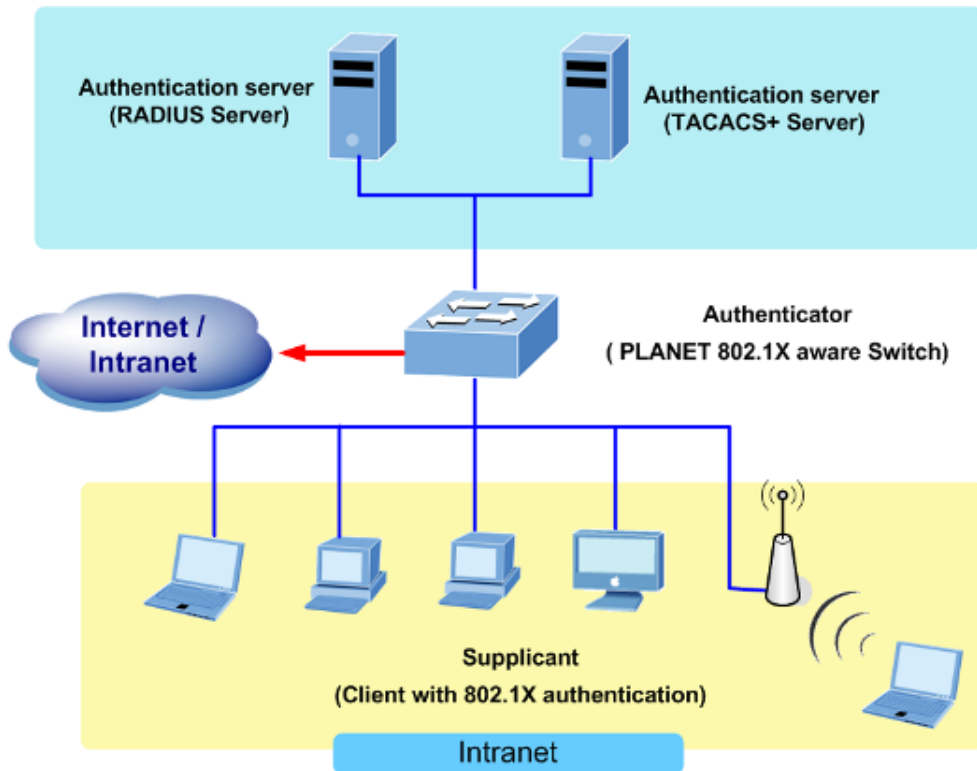 Authentication server
(RADIUS Server)
Authentication server
(TACACS+ Server)
Internet /
Intranet
Authenticator
( PLANET 802.1X aware Switch)
Supplicant
(Client with 802.1X authentication)
Intranet